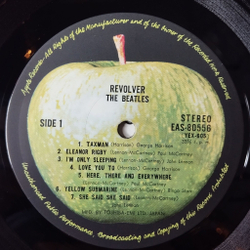 Apple Records. All Rights of the Manufacturer and of the Owner of the Recorded Work Reserved
REVOLVER
THE BEATLES
SIDE 1
STEREO
EAS-80556
1. TAXMAN (Harrison) George Harrison
2. ELEANOR RIGBY (Lennon-McCartney) Paul McCartney
3. I'M ONLY SLEEPING (Lennon-McCartney) John Lennon
4. LOVE YOU TO (Harrison) George Harrison
5. HERE, THERE AND EVERYWHERE
(Lennon-McCartney) Paul McCartney
6. YELLOW SUBMARINE (Lennon-McCartney) Ringo Starr
7. SHE SAID SHE SAID (Lennon-McCartney)
John Lennon
Unauthorised Public Performance, Broadcasting and Copying of this Record Prohibited